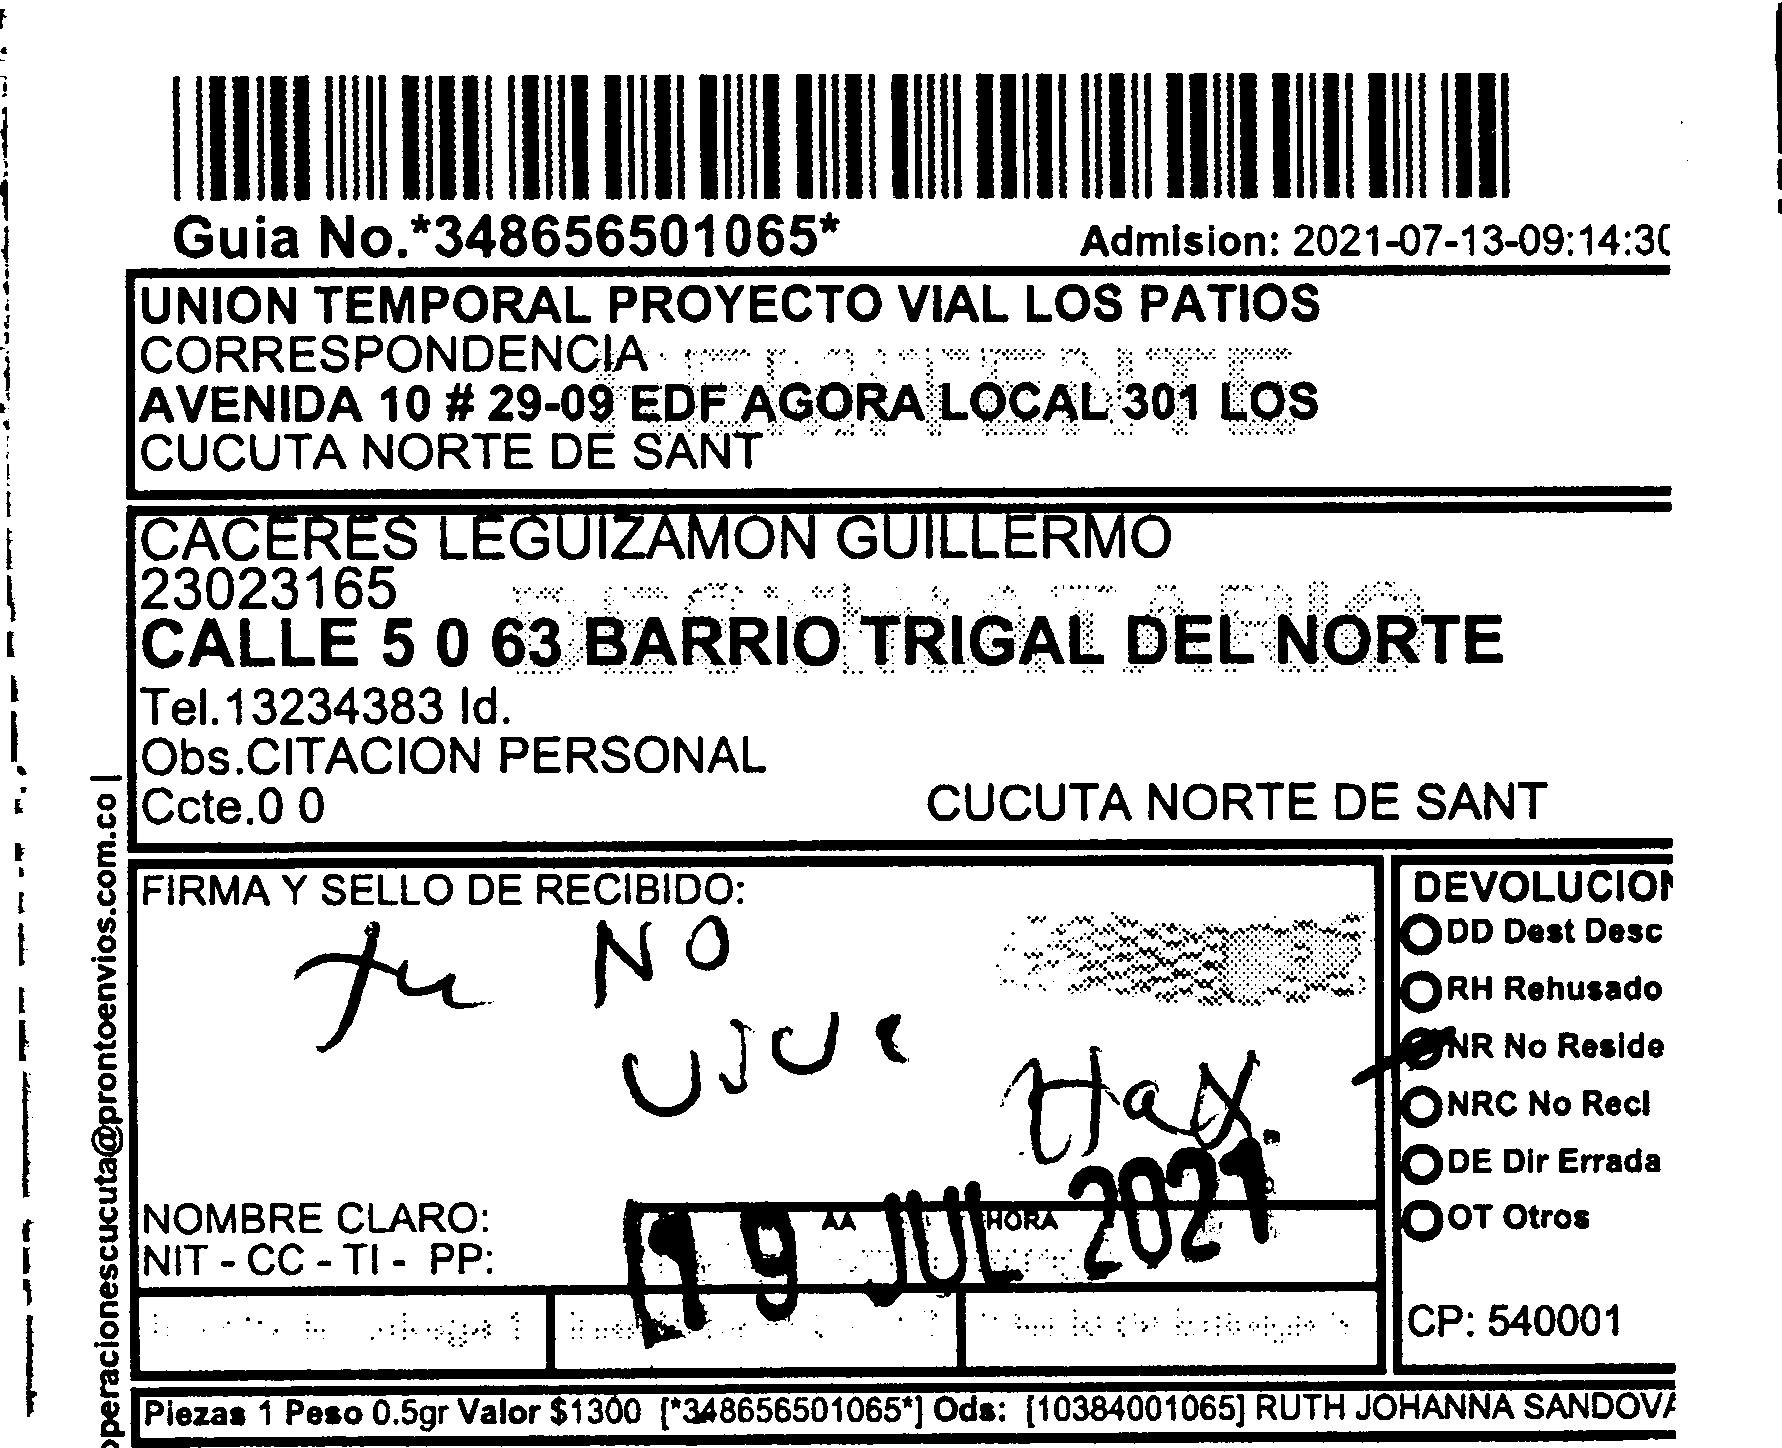 Guia No.*348656501065*
Admision: 2021-07-13-09:14:30
UNION TEMPORAL PROYECTO VIAL LOS PATIOS
CORRESPONDENCIA
AVENIDA 10 # 29-09 EDF AGORA LOCAL 301 LOS
CUCUTA NORTE DE SANT
CACERES LEGUIZAMON GUILLERMO
23023165
DESTINATARIO
CALLE 5 0 63 BARRIO TRIGAL DEL NORTE
Tel.13234383 Id.
Obs.CITACION PERSONAL
Ccte.0 0
CUCUTA NORTE DE SANT
FIRMA Y SELLO DE RECIBIDO:
NO
NOMBRE CLARO:
NIT - CC - TI - PP:
AA
HORA
19 JUL 2021
DEVOLUCION
DD Dest Desc
RH Rehusado
NR No Reside
NRC No Recl
DE Dir Errada
OT Otros
CP: 540001
Piezas 1 Peso 0.5gr Valor $1300 [*348656501065*] Ods: [10384001065] RUTH JOHANNA SANDOVA
operacionescucuta@prontoenvios.com.co |